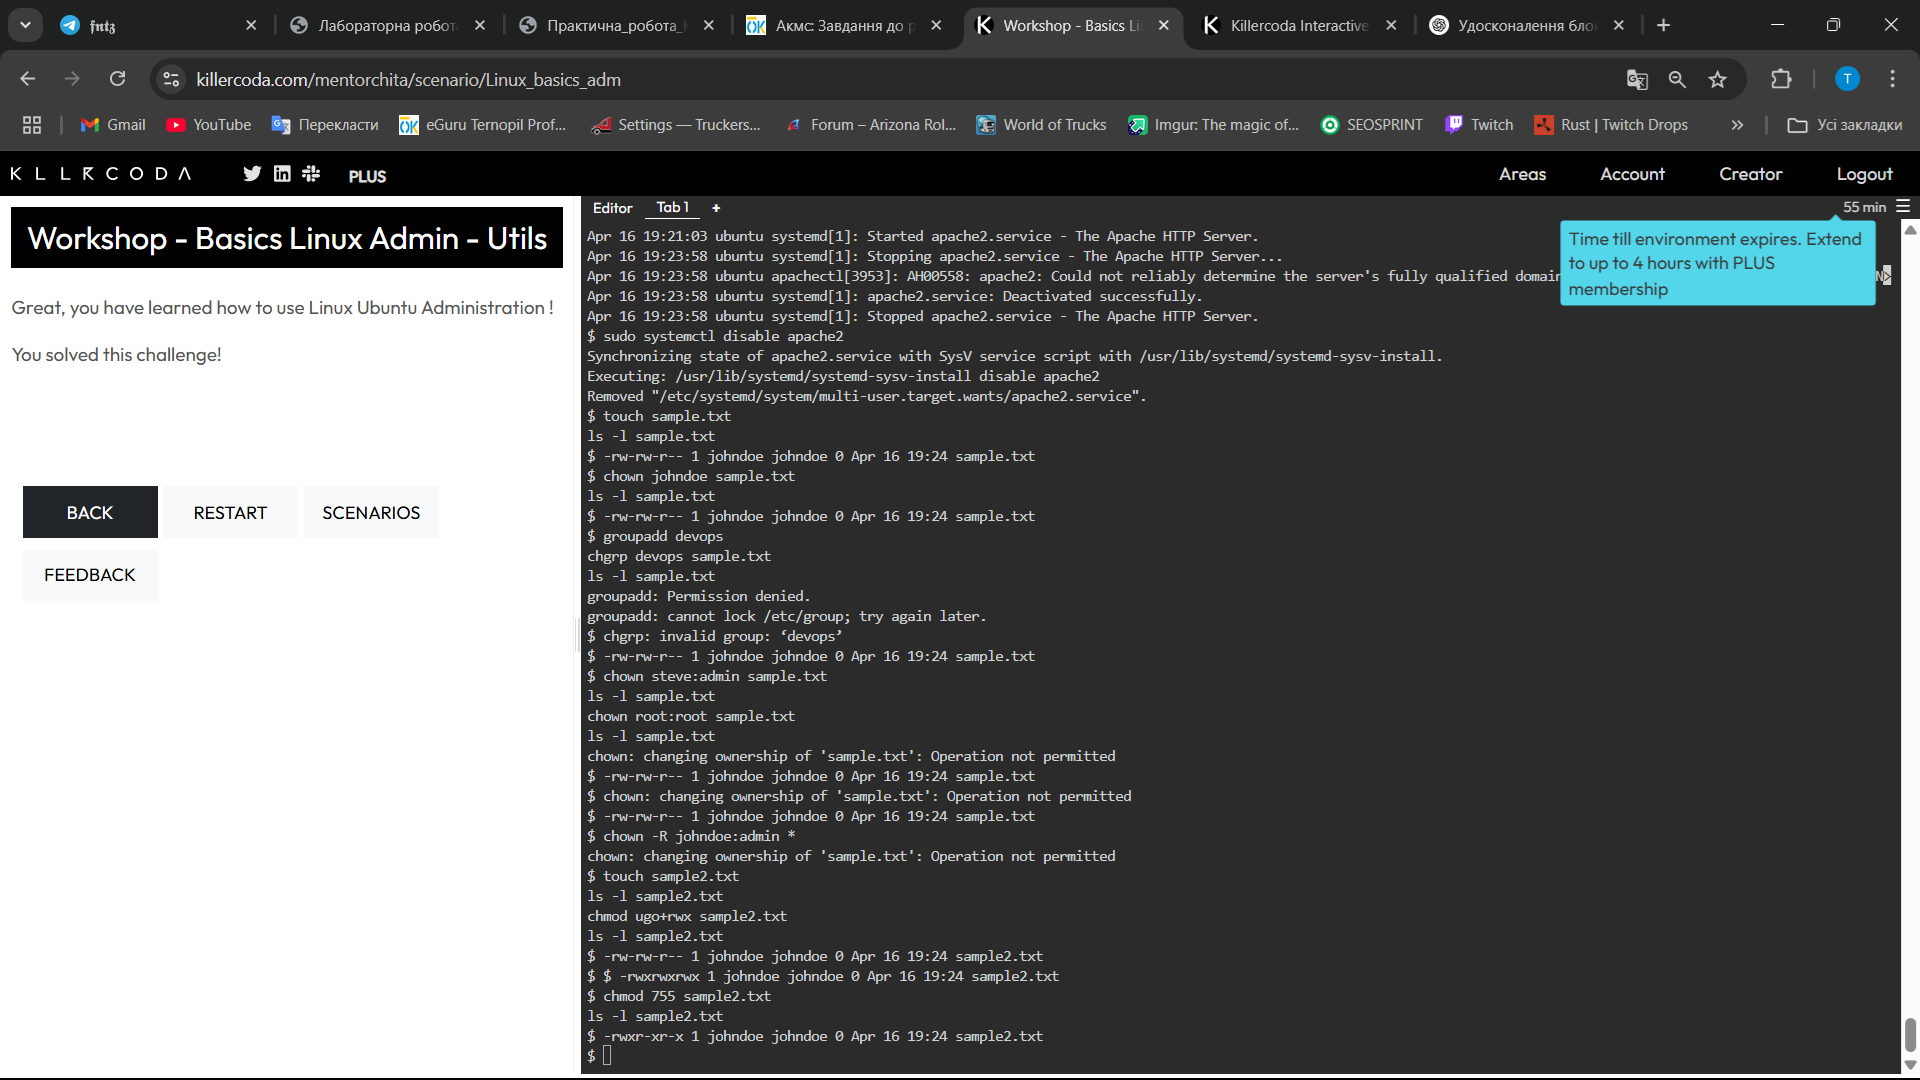 fntz
Лабораторна робот
Практична_робота_
Акмс: Завдання до р
Workshop - Basics Li
Killercoda Interactive
Удосконалення бло
killercoda.com/mentorchita/scenario/Linux_basics_adm
T
Gmail
YouTube
Перекласти
eGuru Ternopil Prof...
Settings — Truckers...
Forum – Arizona Rol...
World of Trucks
Imgur: The magic of...
SEOSPRINT
Twitch
Rust | Twitch Drops
Усі закладки
KILLERCODA
PLUS
Areas
Account
Creator
Logout
Workshop - Basics Linux Admin - Utils
Great, you have learned how to use Linux Ubuntu Administration !
You solved this challenge!
BACK
RESTART
SCENARIOS
FEEDBACK
Editor
Tab 1
+
55 min
Time till environment expires. Extend
to up to 4 hours with PLUS
membership
Apr 16 19:21:03 ubuntu systemd[1]: Started apache2.service - The Apache HTTP Server.
Apr 16 19:23:58 ubuntu systemd[1]: Stopping apache2.service - The Apache HTTP Server...
Apr 16 19:23:58 ubuntu apachectl[3953]: AH00558: apache2: Could not reliably determine the server's fully qualified domain
Apr 16 19:23:58 ubuntu systemd[1]: apache2.service: Deactivated successfully.
Apr 16 19:23:58 ubuntu systemd[1]: Stopped apache2.service - The Apache HTTP Server.
$ sudo systemctl disable apache2
Synchronizing state of apache2.service with SysV service script with /usr/lib/systemd/systemd-sysv-install.
Executing: /usr/lib/systemd/systemd-sysv-install disable apache2
Removed "/etc/systemd/system/multi-user.target.wants/apache2.service".
$ touch sample.txt
ls -l sample.txt
$ -rw-rw-r-- 1 johndoe johndoe 0 Apr 16 19:24 sample.txt
$ chown johndoe sample.txt
ls -l sample.txt
$ -rw-rw-r-- 1 johndoe johndoe 0 Apr 16 19:24 sample.txt
$ groupadd devops
chgrp devops sample.txt
ls -l sample.txt
groupadd: Permission denied.
groupadd: cannot lock /etc/group; try again later.
$ chgrp: invalid group: ‘devops’
$ -rw-rw-r-- 1 johndoe johndoe 0 Apr 16 19:24 sample.txt
$ chown steve:admin sample.txt
ls -l sample.txt
chown root:root sample.txt
ls -l sample.txt
chown: changing ownership of 'sample.txt': Operation not permitted
$ -rw-rw-r-- 1 johndoe johndoe 0 Apr 16 19:24 sample.txt
$ chown: changing ownership of 'sample.txt': Operation not permitted
$ -rw-rw-r-- 1 johndoe johndoe 0 Apr 16 19:24 sample.txt
$ chown -R johndoe:admin *
chown: changing ownership of 'sample.txt': Operation not permitted
$ touch sample2.txt
ls -l sample2.txt
chmod ugo+rwx sample2.txt
ls -l sample2.txt
$ -rw-rw-r-- 1 johndoe johndoe 0 Apr 16 19:24 sample2.txt
$ $ -rwxrwxrwx 1 johndoe johndoe 0 Apr 16 19:24 sample2.txt
$ chmod 755 sample2.txt
ls -l sample2.txt
$ -rwxr-xr-x 1 johndoe johndoe 0 Apr 16 19:24 sample2.txt
$